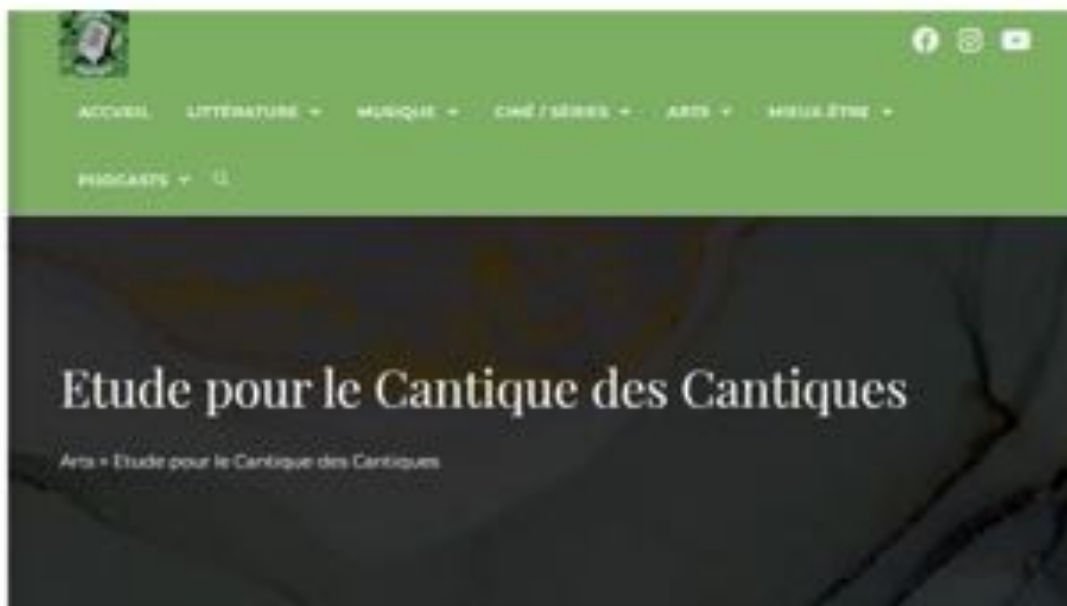 ACCUEIL LITTÉRATURE MUSIQUE CINÉ / SÉRIES ARTS MIEUX-ÊTRE
PODCASTS
Etude pour le Cantique des Cantiques
Arts » Etude pour le Cantique des Cantiques